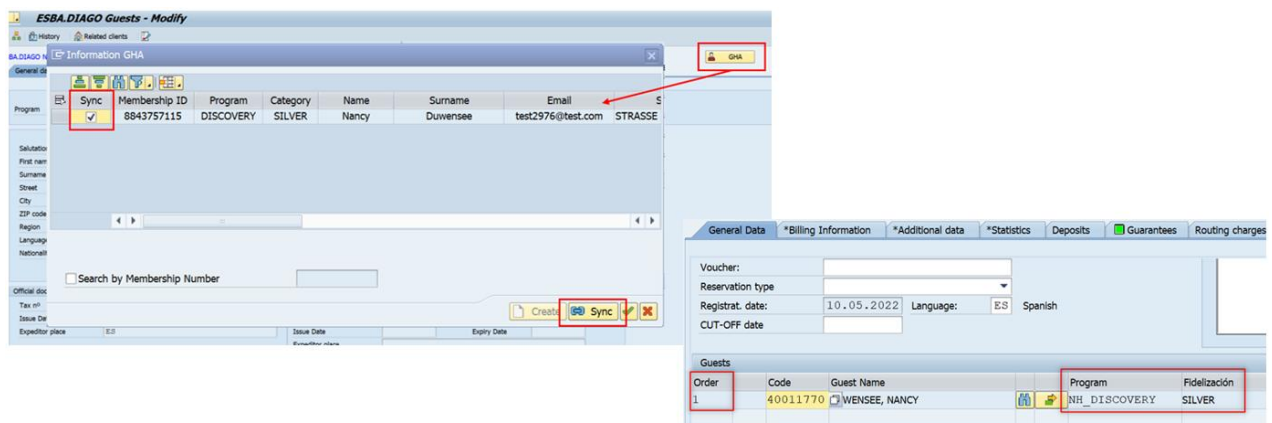 ESBA.DIAGO Guests - Modify
History Related clients
BA.DIAGO N
GHA
General da
Information GHA
Program
Sync Membership ID Program Category Name Surname Email S
8843757115 DISCOVERY SILVER Nancy Duwensee test2976@test.com STRASSE
Salutation
First nam
Surname
Street
City
ZIP code
Region
Language
Nationalit
Search by Membership Number
Official doc
Create Sync
Tax nº
Issue Da
Expeditor place ES Issue Date Expiry Date
Expeditor place
General Data *Billing Information *Additional data *Statistics Deposits Guarantees Routing charges
Voucher:
Reservation type
Registrat. date: 10.05.2022 Language: ES Spanish
CUT-OFF date
Guests
Order Code Guest Name Program Fidelización
1 40011770 WENSEE, NANCY NH_DISCOVERY SILVER